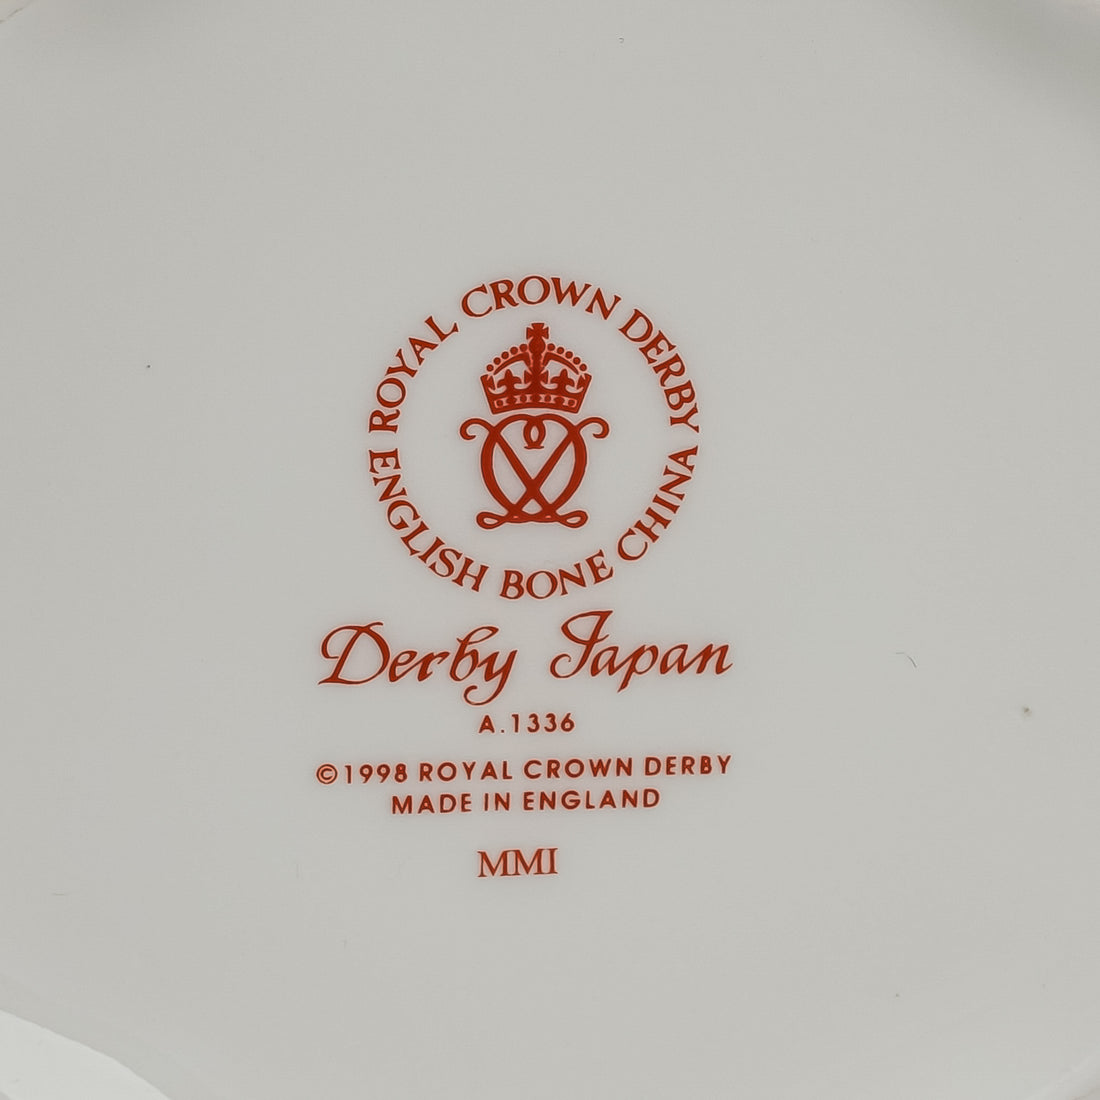 ROYAL CROWN DERBY
ENGLISH BONE CHINA
Derby Japan
A.1336
©1998 ROYAL CROWN DERBY
MADE IN ENGLAND
MMI